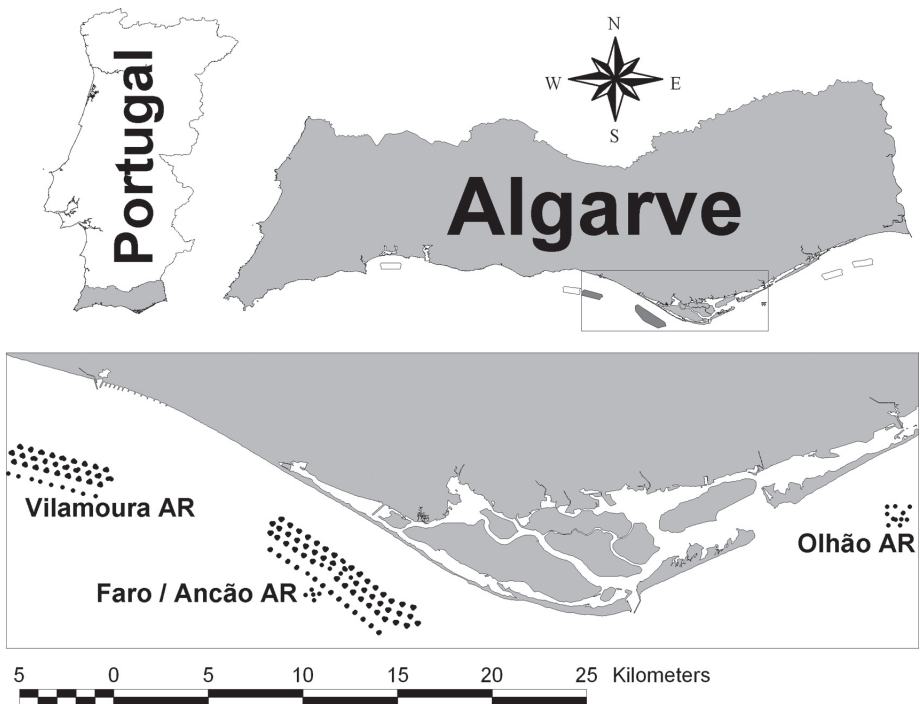 Portugal
N
W E
S
Algarve
Vilamoura AR
Olhão AR
Faro / Ancão AR
5 0 5 10 15 20 25 Kilometers